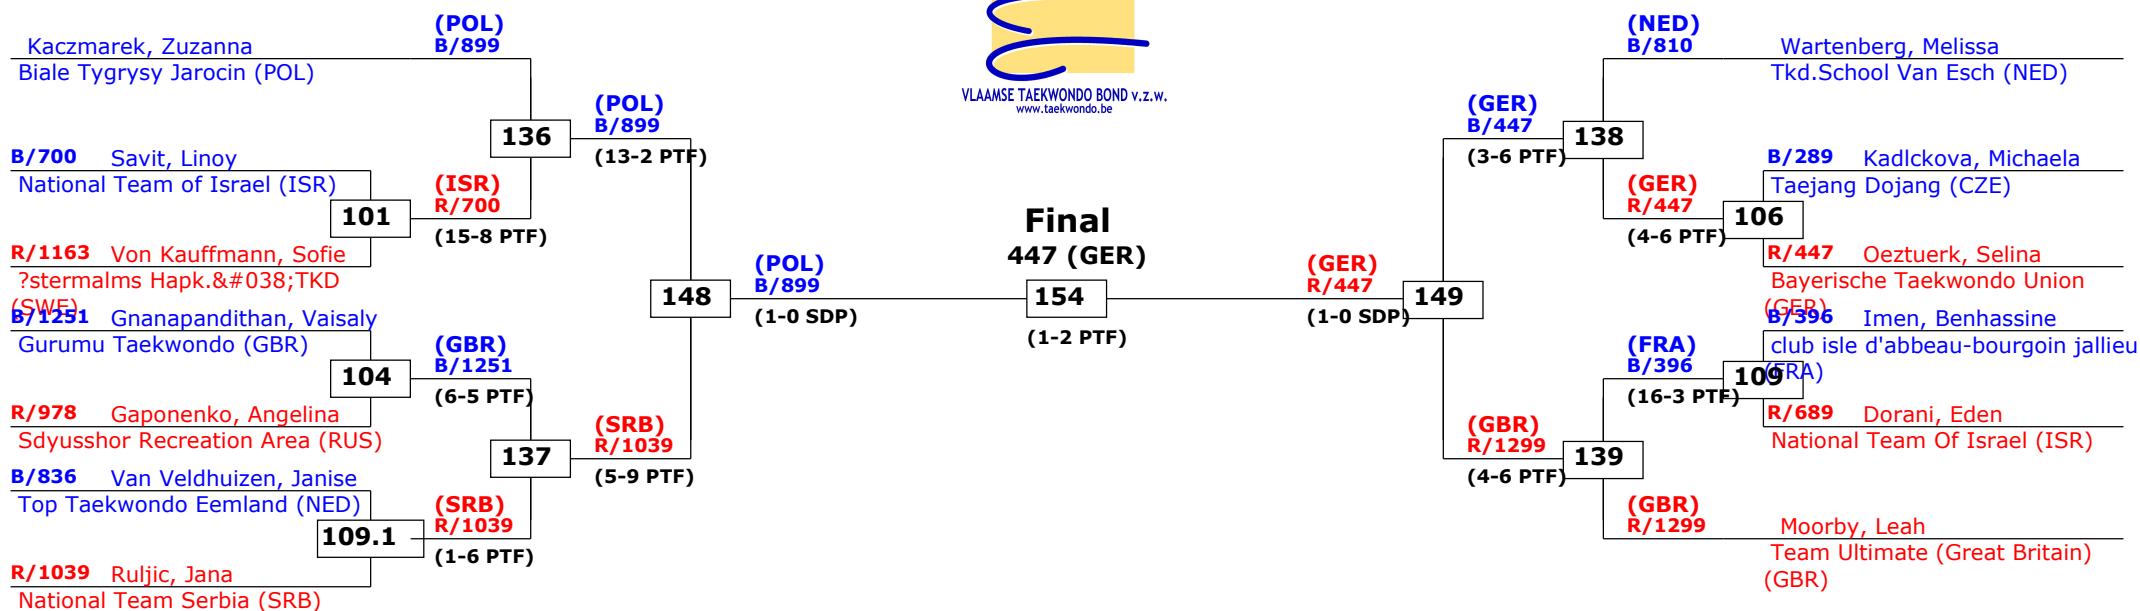 VLAAMSE TAEKWONDO BOND v.z.w.
www.taekwondo.be
(POL)
B/899
Kaczmarek, Zuzanna
Biale Tygrysy Jarocin (POL)
136
(POL)
B/899
(13-2 PTF)
B/700 Savit, Linoy
National Team of Israel (ISR)
101
(ISR)
R/700
(15-8 PTF)
R/1163 Von Kauffmann, Sofie
?stermalms Hapk.&#038;TKD
(SWE)
148
(POL)
B/899
(1-0 SDP)
B/1251 Gnanapandithan, Vaisaly
Gurumu Taekwondo (GBR)
104
(GBR)
B/1251
(6-5 PTF)
R/978 Gaponenko, Angelina
Sdyusshor Recreation Area (RUS)
137
(SRB)
R/1039
(5-9 PTF)
B/836 Van Veldhuizen, Janise
Top Taekwondo Eemland (NED)
109.1
(SRB)
R/1039
(1-6 PTF)
R/1039 Ruljic, Jana
National Team Serbia (SRB)
Final
447 (GER)
154
(1-2 PTF)
(GER)
R/447
(1-0 SDP)
149
(GER)
B/447
(3-6 PTF)
138
(NED)
B/810
Wartenberg, Melissa
Tkd.School Van Esch (NED)
(GER)
R/447
(4-6 PTF)
106
B/289 Kadlckova, Michaela
Taejang Dojang (CZE)
R/447 Oeztuerk, Selina
Bayerische Taekwondo Union
(GER)
(GBR)
R/1299
(4-6 PTF)
139
(FRA)
B/396
(16-3 PTF)
109
B/396 Imen, Benhassine
club isle d'abbeau-bourgoin jallieu
(FRA)
R/689 Dorani, Eden
National Team Of Israel (ISR)
(GBR)
R/1299
Moorby, Leah
Team Ultimate (Great Britain)
(GBR)